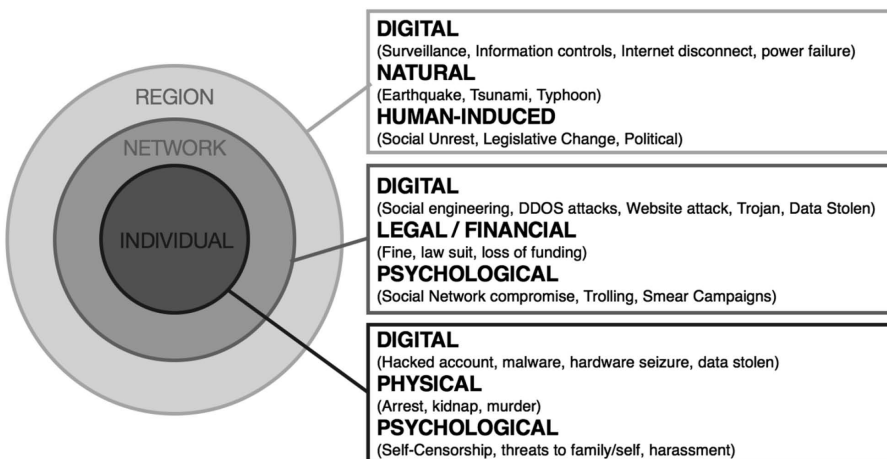 REGION
NETWORK
INDIVIDUAL
DIGITAL
(Surveillance, Information controls, Internet disconnect, power failure)
NATURAL
(Earthquake, Tsunami, Typhoon)
HUMAN-INDUCED
(Social Unrest, Legislative Change, Political)
DIGITAL
(Social engineering, DDOS attacks, Website attack, Trojan, Data Stolen)
LEGAL / FINANCIAL
(Fine, law suit, loss of funding)
PSYCHOLOGICAL
(Social Network compromise, Trolling, Smear Campaigns)
DIGITAL
(Hacked account, malware, hardware seizure, data stolen)
PHYSICAL
(Arrest, kidnap, murder)
PSYCHOLOGICAL
(Self-Censorship, threats to family/self, harassment)